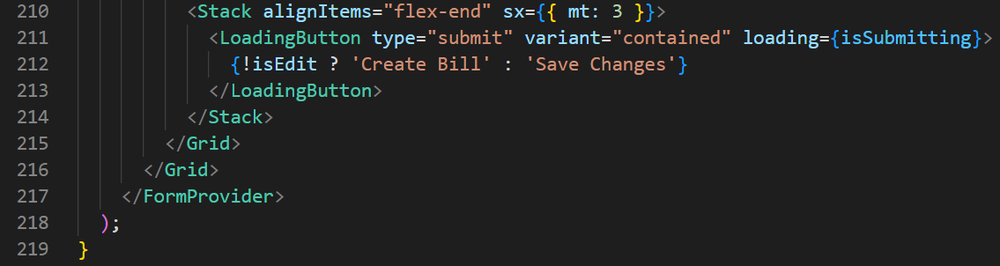 210 <Stack alignItems="flex-end" sx={{ mt: 3 }}>
211 <LoadingButton type="submit" variant="contained" loading={isSubmitting}>
212 {!isEdit ? 'Create Bill' : 'Save Changes'}
213 </LoadingButton>
214 </Stack>
215 </Grid>
216 </Grid>
217 </FormProvider>
218 );
219 }